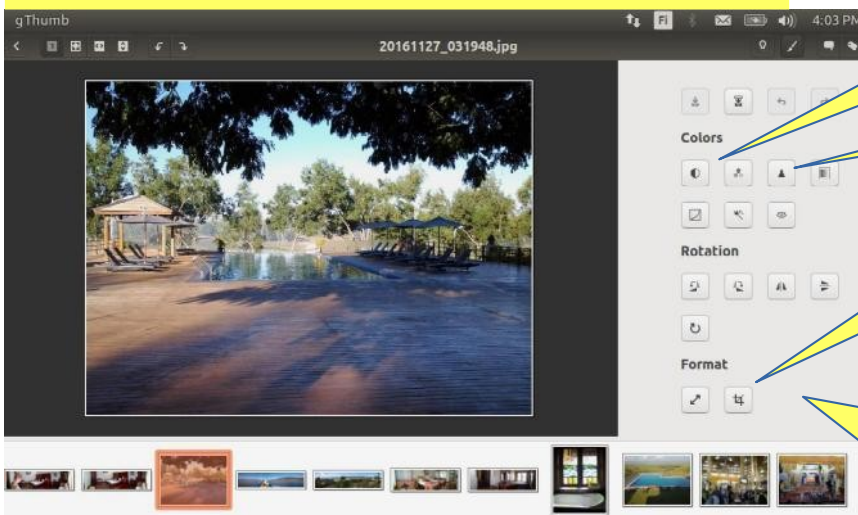 gThumb
Fi
4:03 PM
20161127_031948.jpg
Colors
Rotation
Format